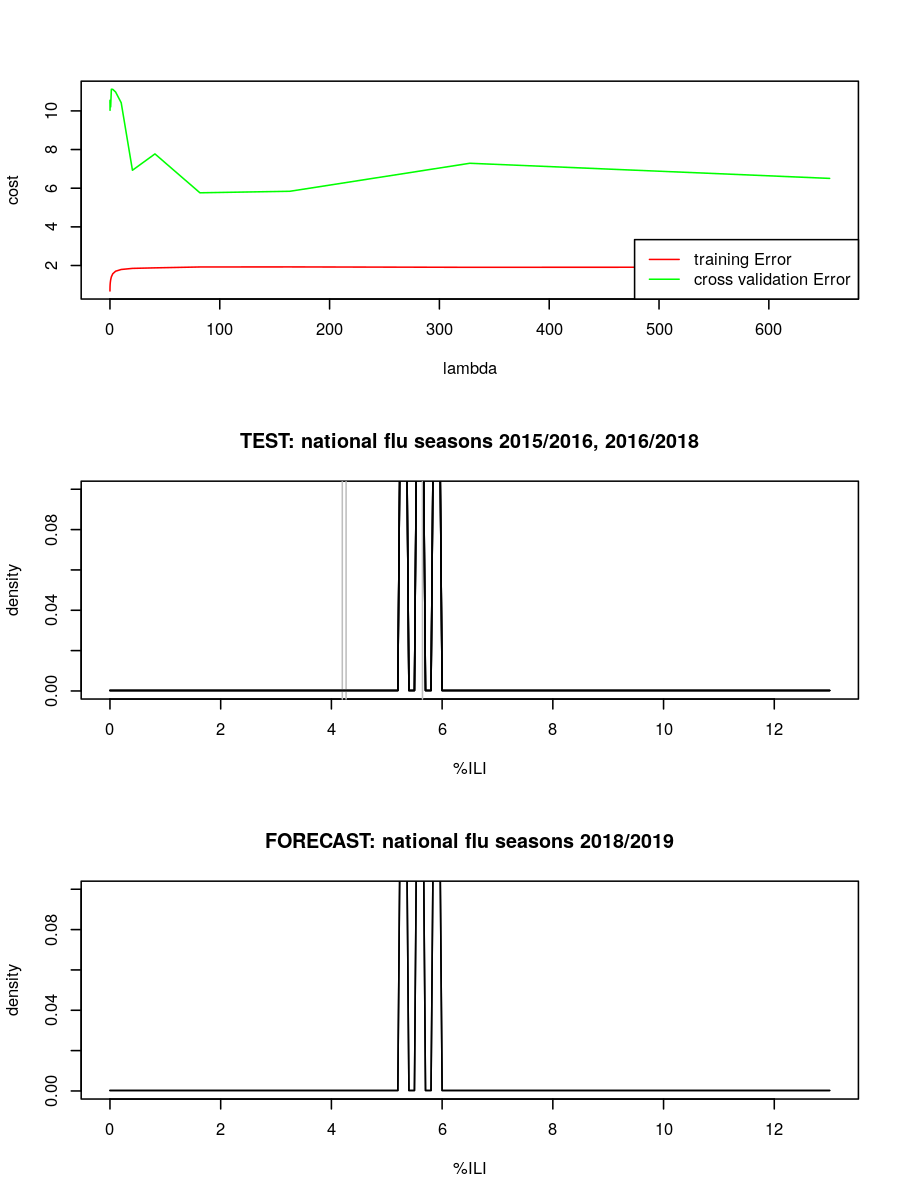 cost
10
8
6
4
2
training Error
cross validation Error
0 100 200 300 400 500 600
lambda
TEST: national flu seasons 2015/2016, 2016/2018
density
0.08
0.04
0.00
0 2 4 6 8 10 12
%ILI
FORECAST: national flu seasons 2018/2019
density
0.08
0.04
0.00
0 2 4 6 8 10 12
%ILI